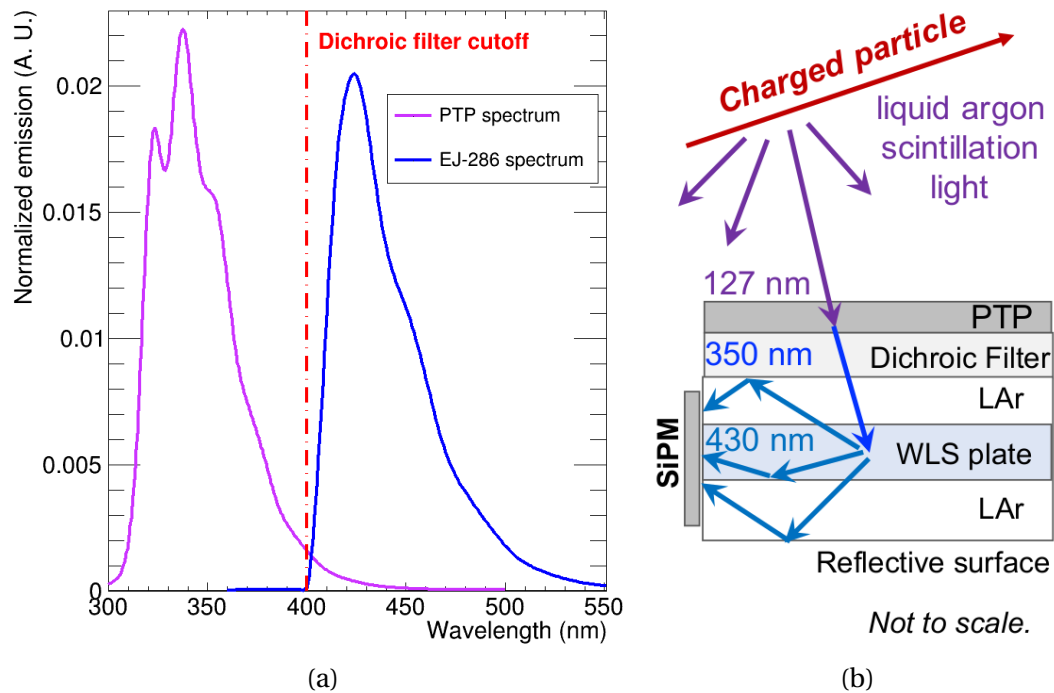 Normalized emission (A. U.)
0.02
0.015
0.01
0.005
0
300
350
400
450
500
550
Wavelength (nm)
Dichroic filter cutoff
PTP spectrum
EJ-286 spectrum
(a)
Charged particle
liquid argon
scintillation
light
127 nm
PTP
350 nm
Dichroic Filter
LAr
SiPM
430 nm
WLS plate
LAr
Reflective surface
Not to scale.
(b)